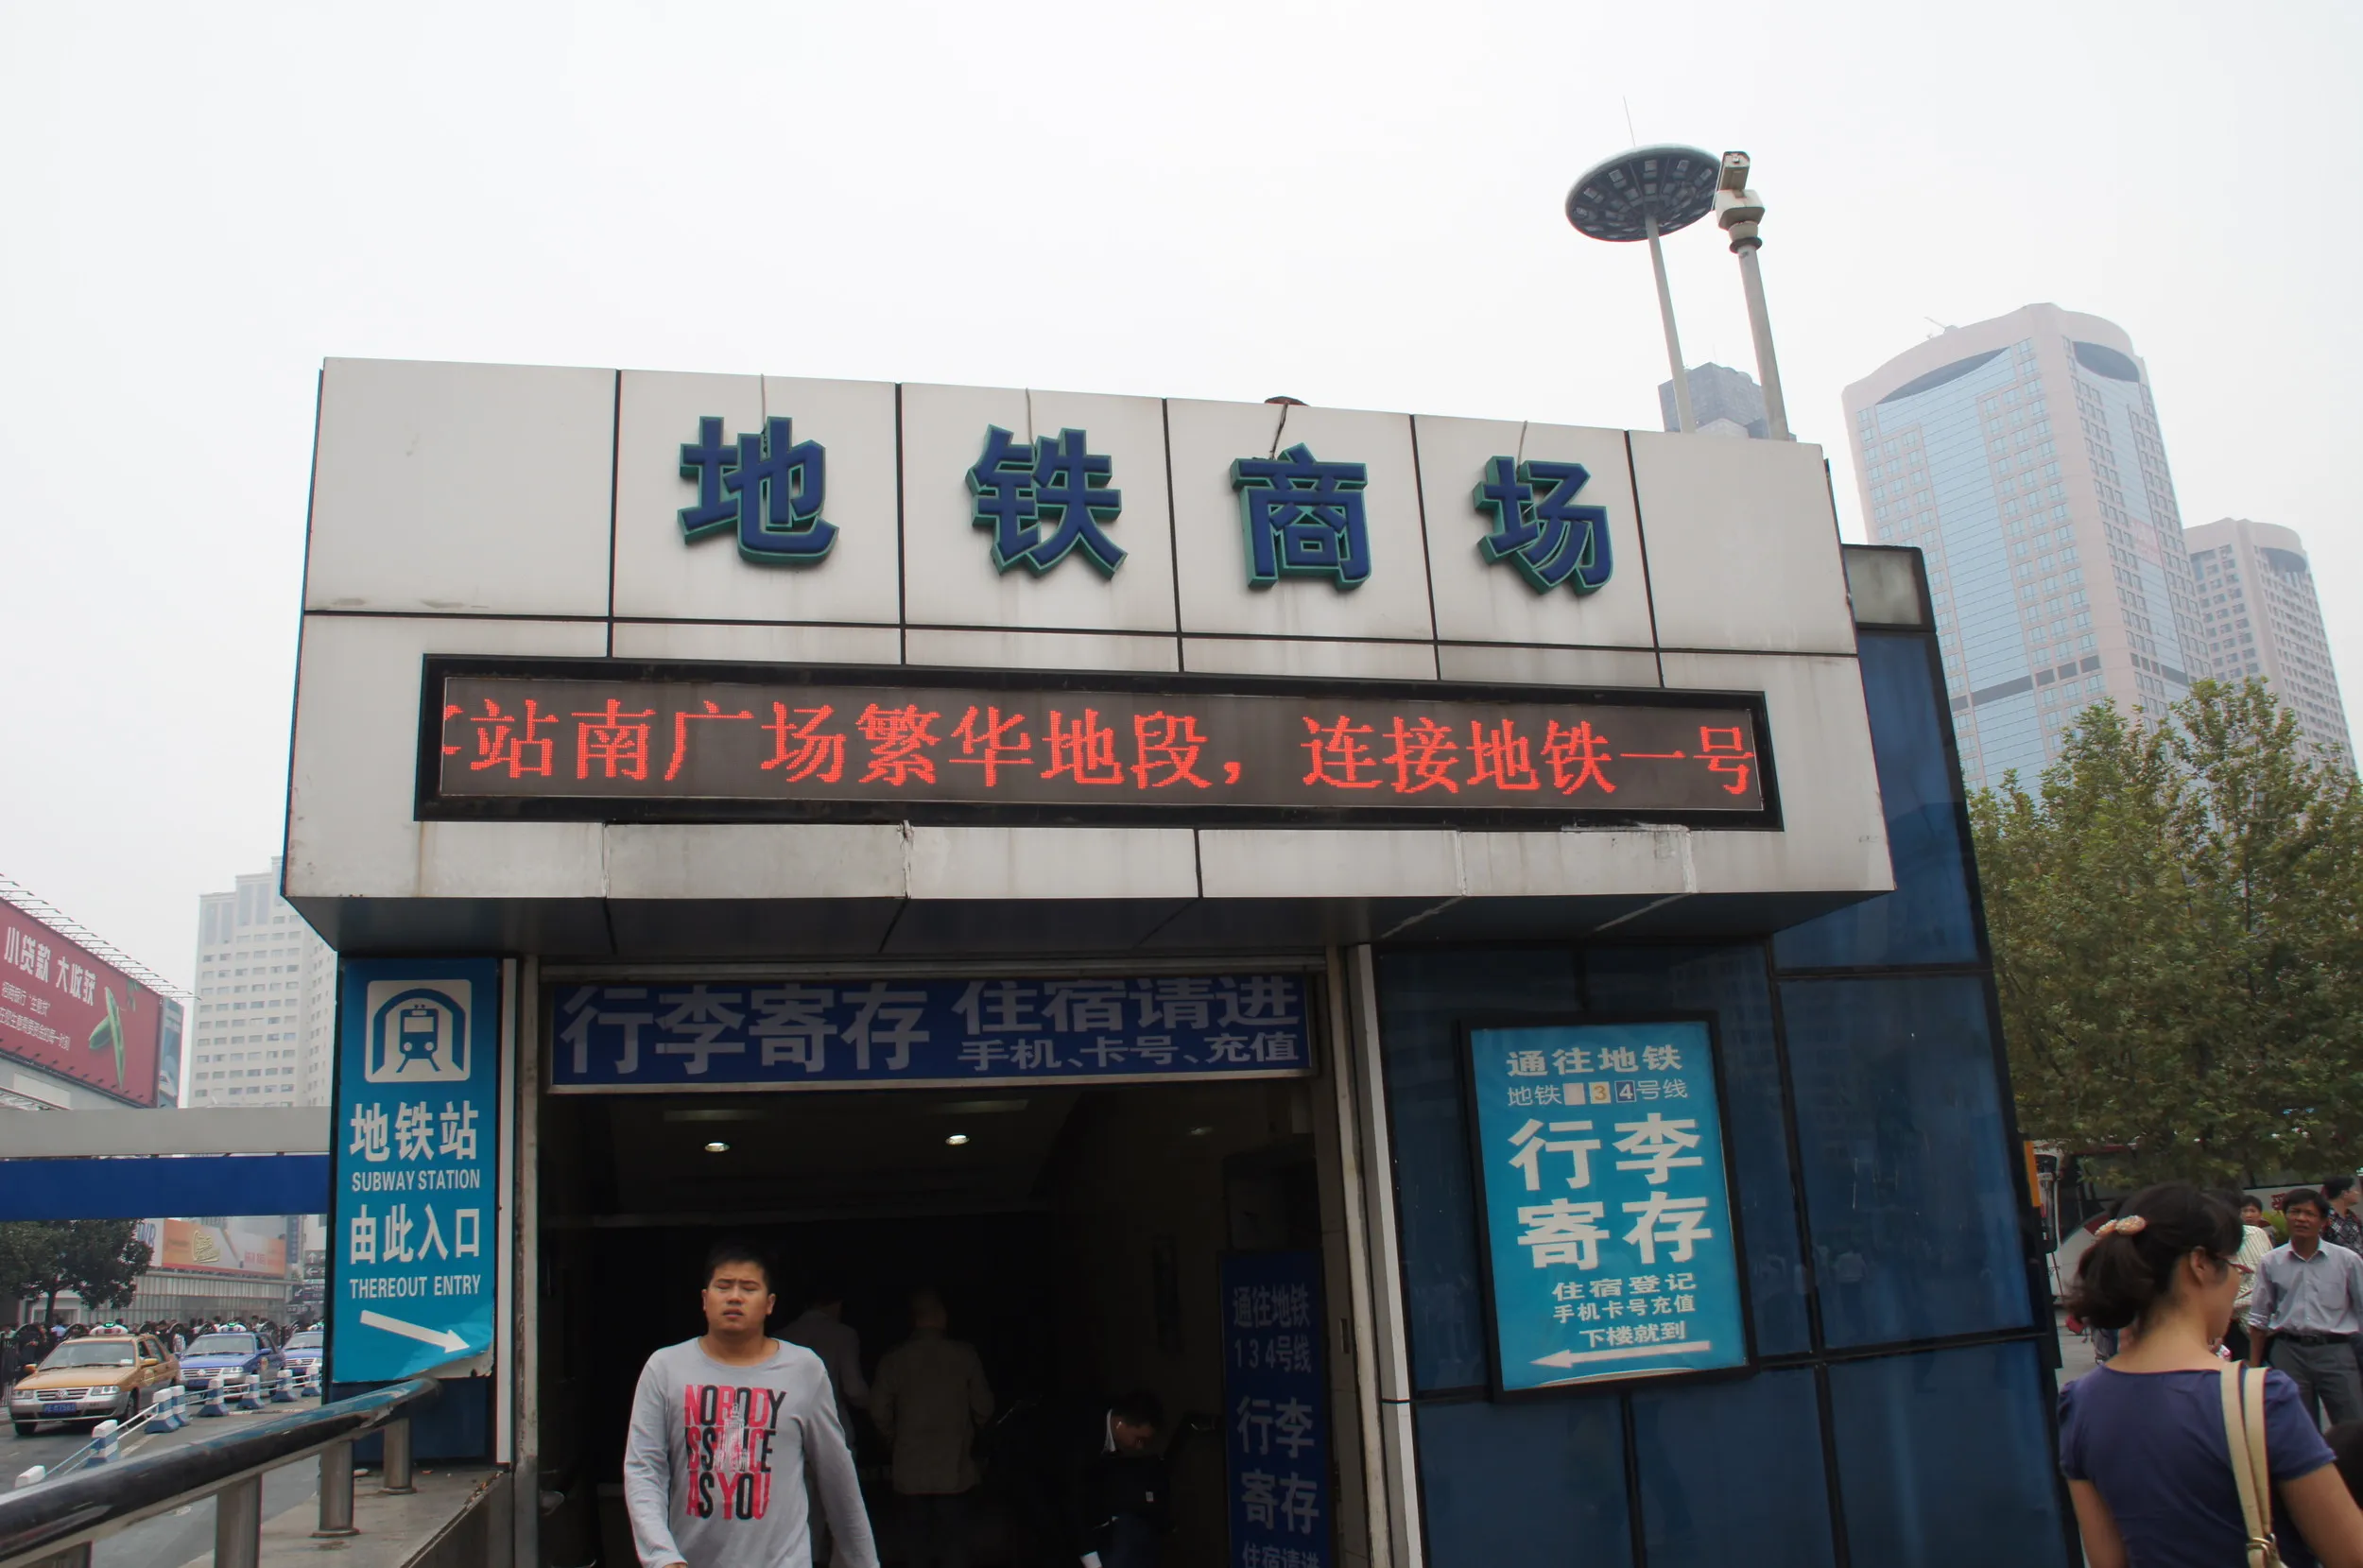 地铁商场
站南广场繁华地段，连接地铁一号
行李寄存 住宿请进
手机、卡号、充值
地铁站
SUBWAY STATION
由此入口
THEREOUT ENTRY
通往地铁
地铁 3 4号线
行李
寄存
住宿登记
手机卡号充值
下楼就到
通往地铁
134号线
行李
寄存
住宿请进
小贷款 大收获
NOBODY
AS YOU